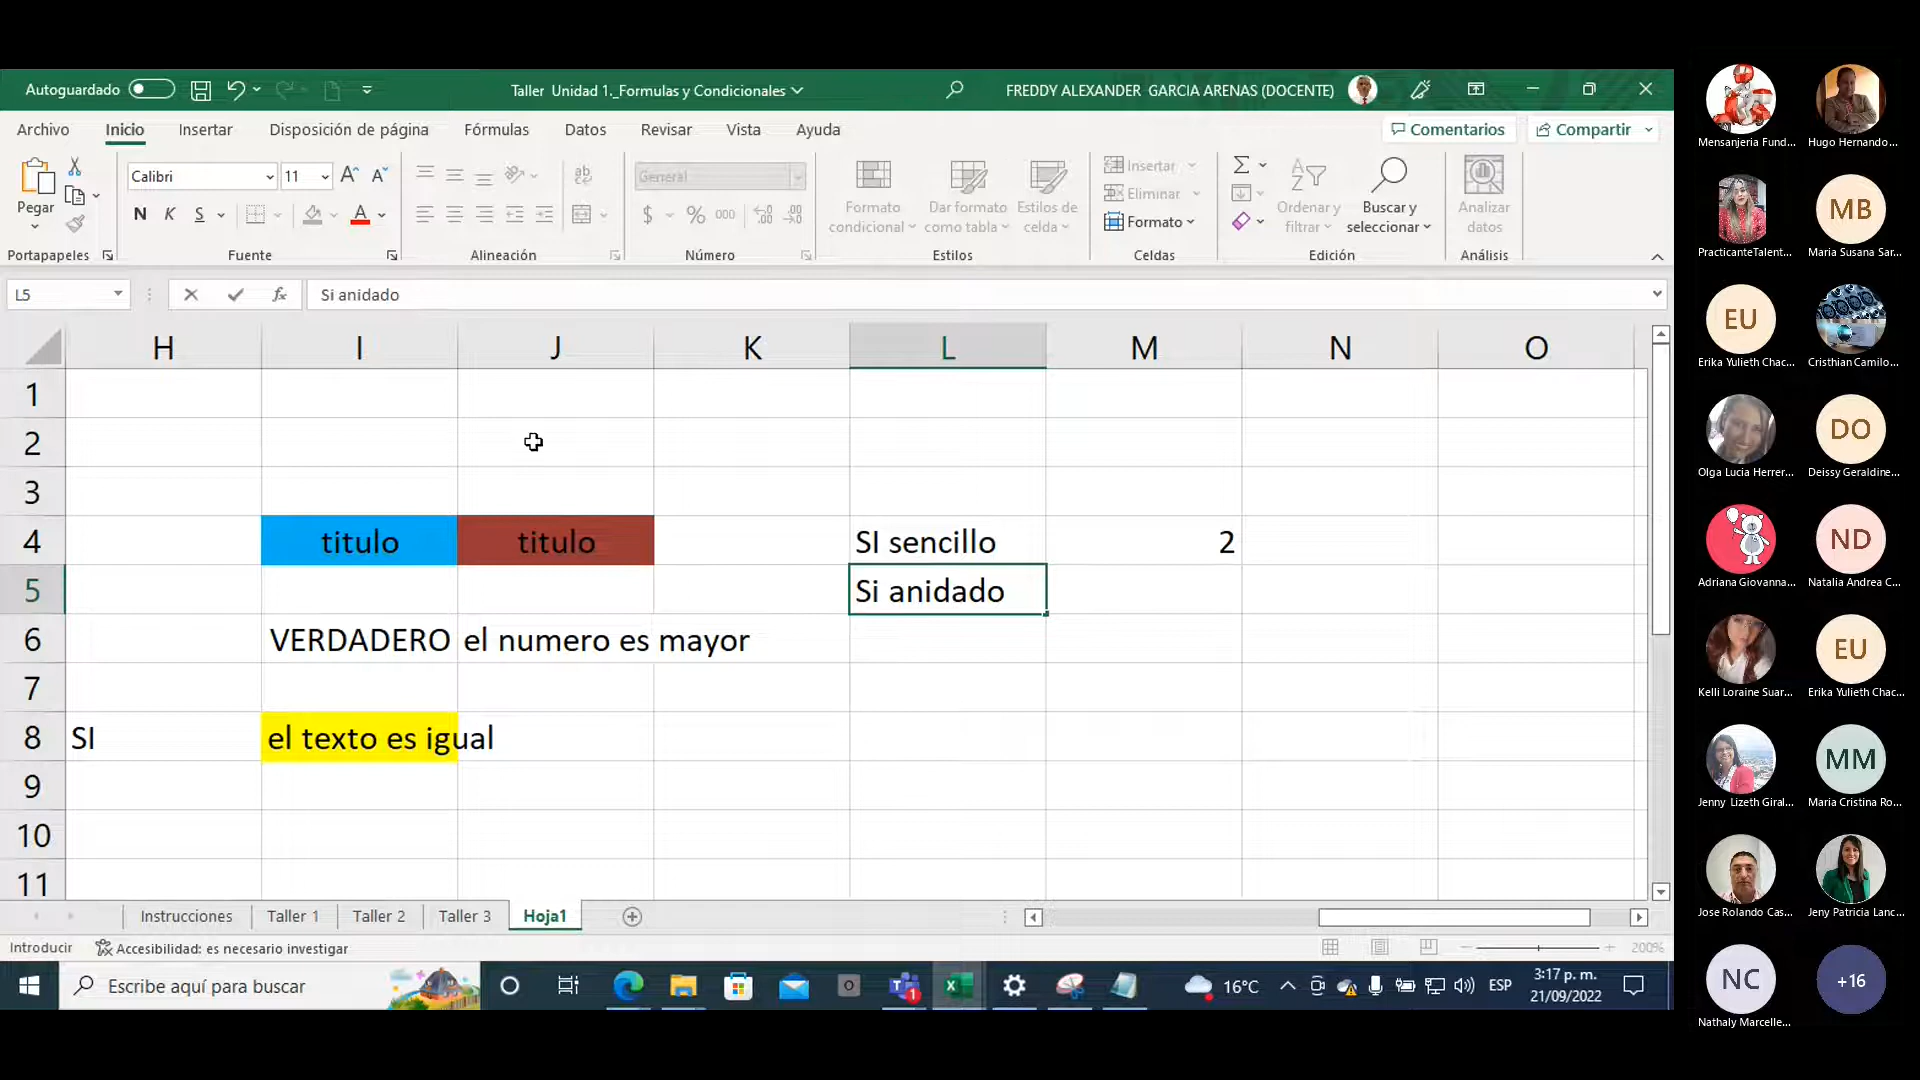 Autoguardado
Taller Unidad 1._Formulas y Condicionales
FREDDY ALEXANDER GARCIA ARENAS (DOCENTE)
Archivo Inicio Insertar Disposición de página Fórmulas Datos Revisar Vista Ayuda
Comentarios Compartir
Calibri 11 General
Pegar
N K S
$ % 000
Formato condicional
Dar formato como tabla
Estilos de celda
Insertar
Eliminar
Formato
Ordenar y filtrar
Buscar y seleccionar
Analizar datos
Portapapeles Fuente Alineación Número Estilos Celdas Edición Análisis
L5 fx Si anidado
H I J K L M N O
1
2
3
4 titulo titulo SI sencillo 2
5 Si anidado
6 VERDADERO el numero es mayor
7
8 SI el texto es igual
9
10
11
Instrucciones Taller 1 Taller 2 Taller 3 Hoja1
Introducir Accesibilidad: es necesario investigar 200%
Escribe aquí para buscar
16°C ESP 3:17 p. m.
21/09/2022
Mensanjeria Fund... Hugo Hernando...
MB
PracticanteTalent... Maria Susana Sar...
EU
Erika Yulieth Chac... Cristhian Camilo...
DO
Olga Lucia Herrer... Deissy Geraldine...
ND
Adriana Giovanna... Natalia Andrea C...
EU
Kelli Loraine Suar... Erika Yulieth Chac...
MM
Jenny Lizeth Giral... Maria Cristina Ro...
Jose Rolando Cas... Jeny Patricia Lanc...
NC +16
Nathaly Marcelle...